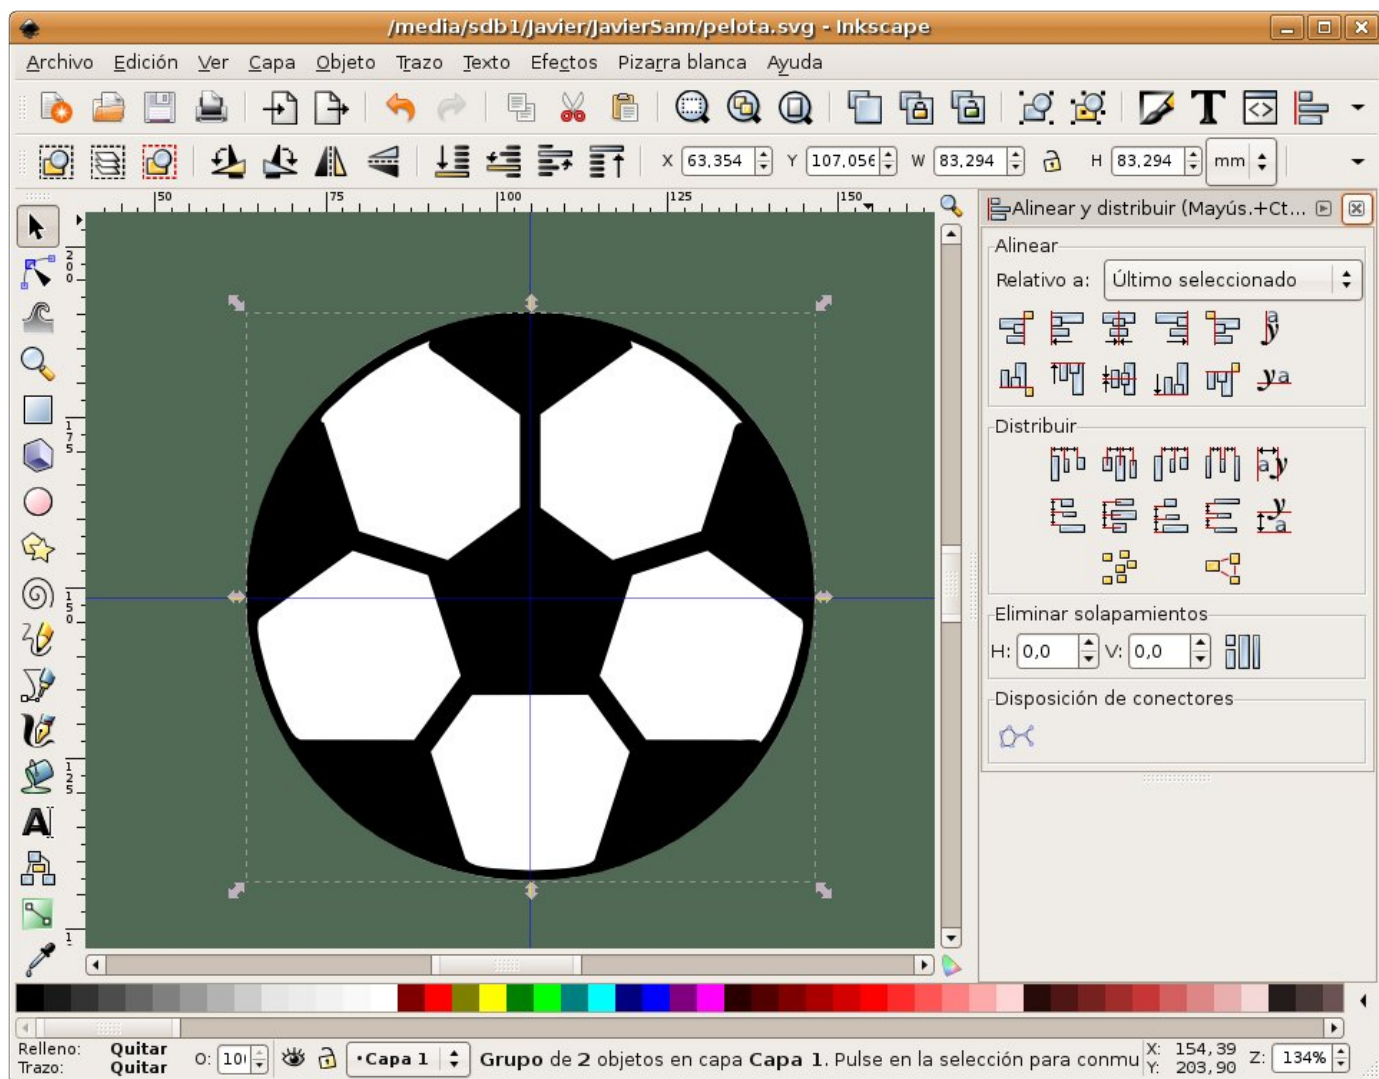 /media/sdb1/Javier/JavierSam/pelota.svg - Inkscape
Archivo Edición Ver Capa Objeto Trazo Texto Efectos Pizarra blanca Ayuda
X 63,354 Y 107,056 W 83,294 H 83,294 mm
50 75 100 125 150
Alinear y distribuir (Mayús.+Ct...
Alinear
Relativo a: Último seleccionado
200
175
Distribuir
150
Eliminar solapamientos
H: 0,0 V: 0,0
Disposición de conectores
125
Relleno: Quitar
Trazo: Quitar
O: 10 •Capa 1 Grupo de 2 objetos en capa Capa 1. Pulse en la selección para conmu
X: 154,39
Y: 203,90
Z: 134%